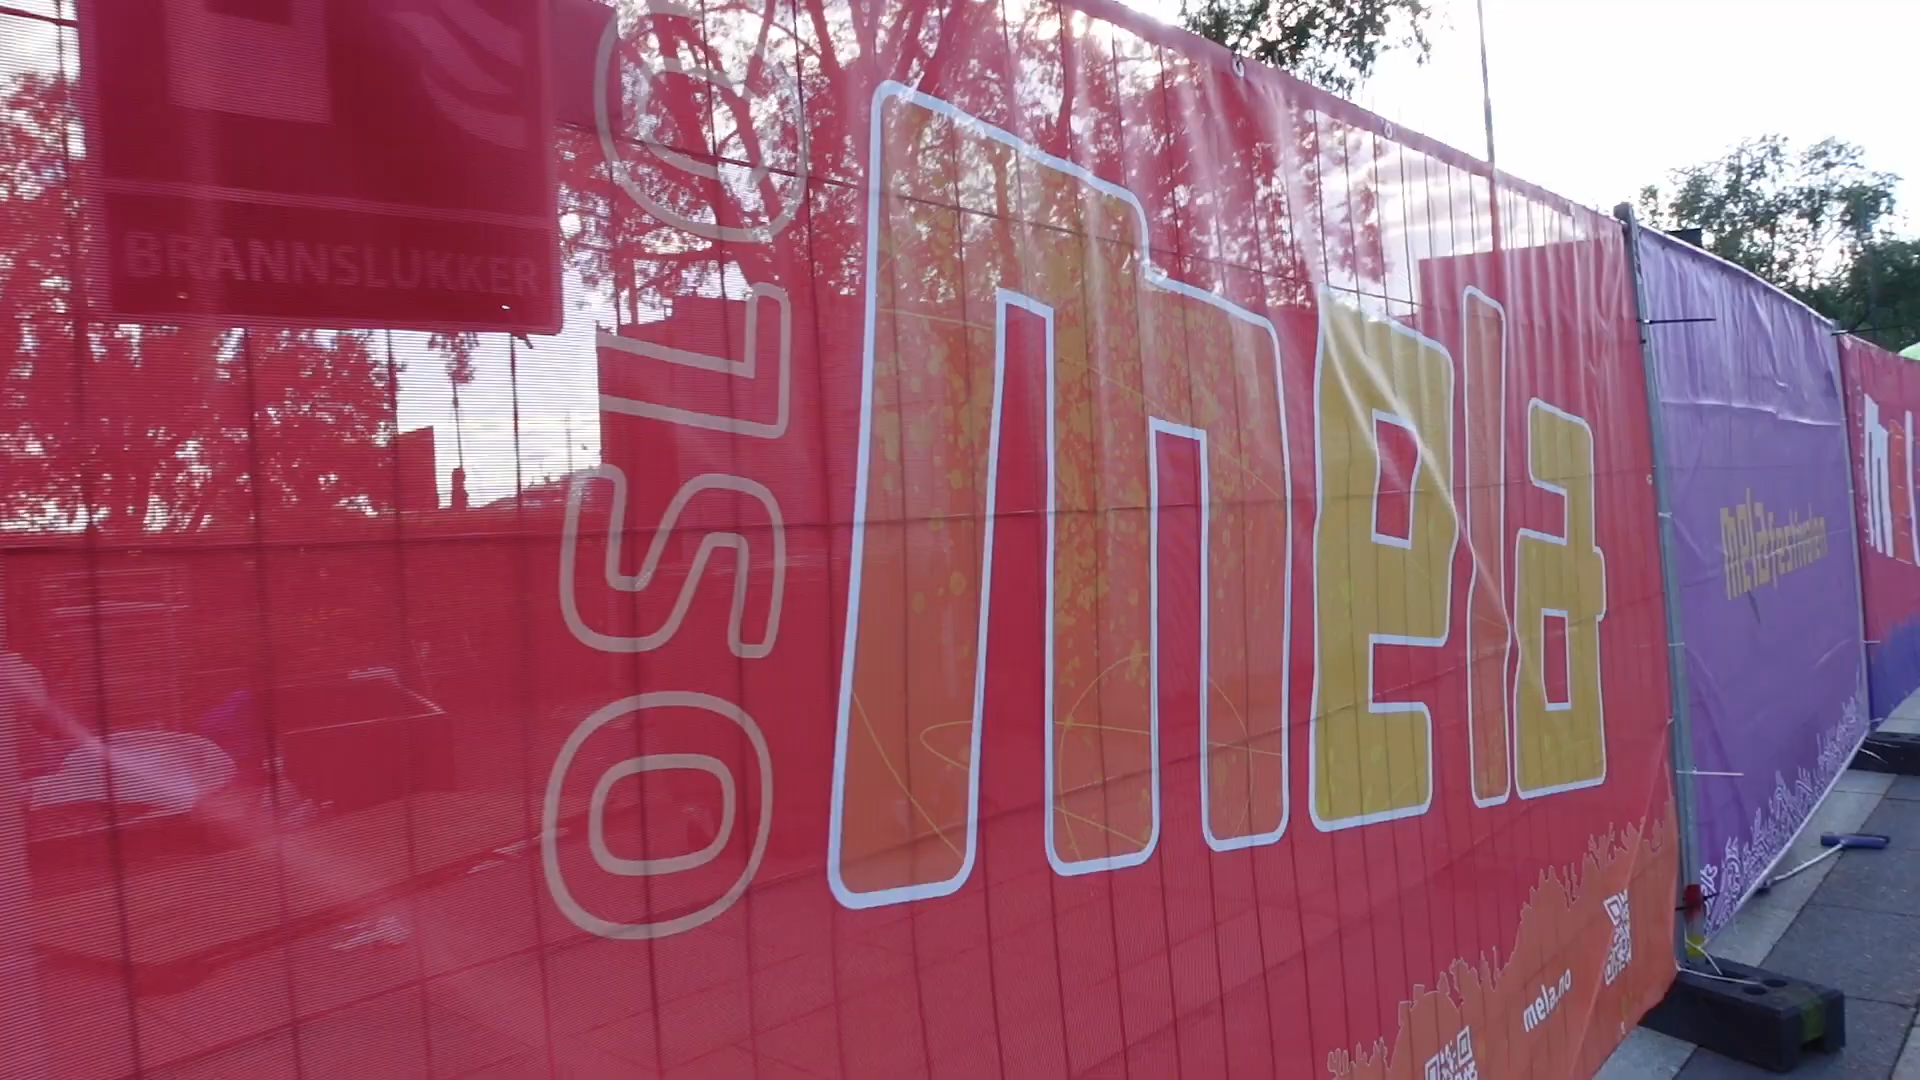 BRANNSLUKKER
OSLO
mela
melafestivalen
mela.no